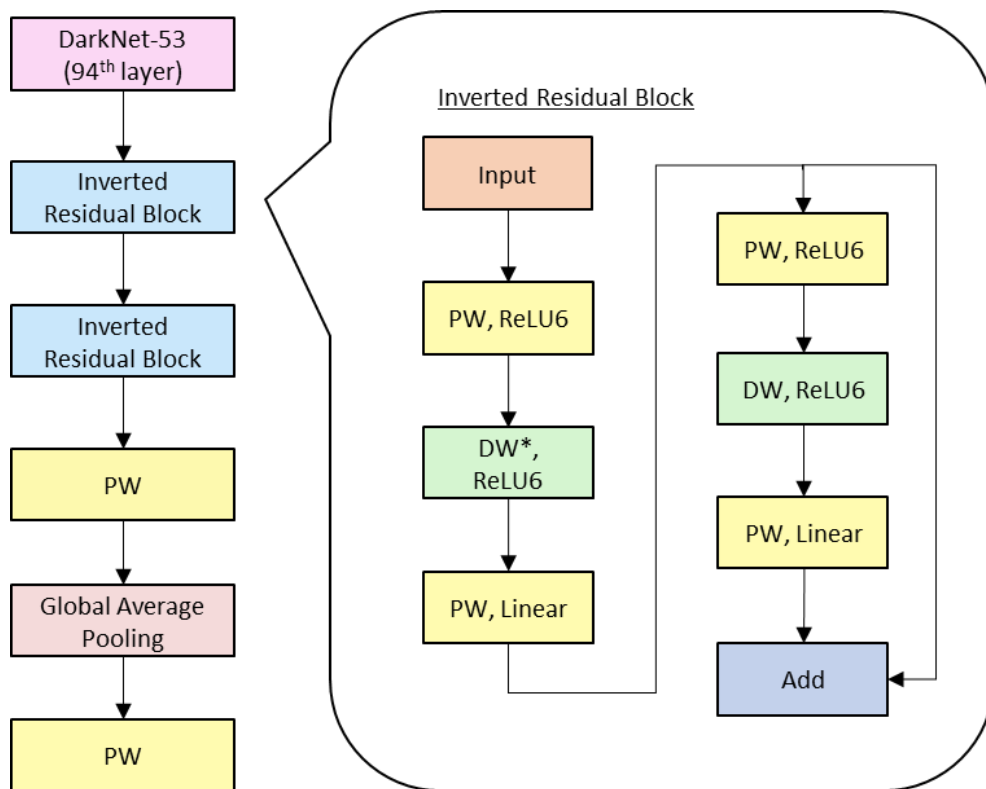 DarkNet-53
(94th layer)
Inverted
Residual Block
Inverted
Residual Block
PW
Global Average
Pooling
PW
Inverted Residual Block
Input
PW, ReLU6
DW*,
ReLU6
PW, Linear
PW, ReLU6
DW, ReLU6
PW, Linear
Add